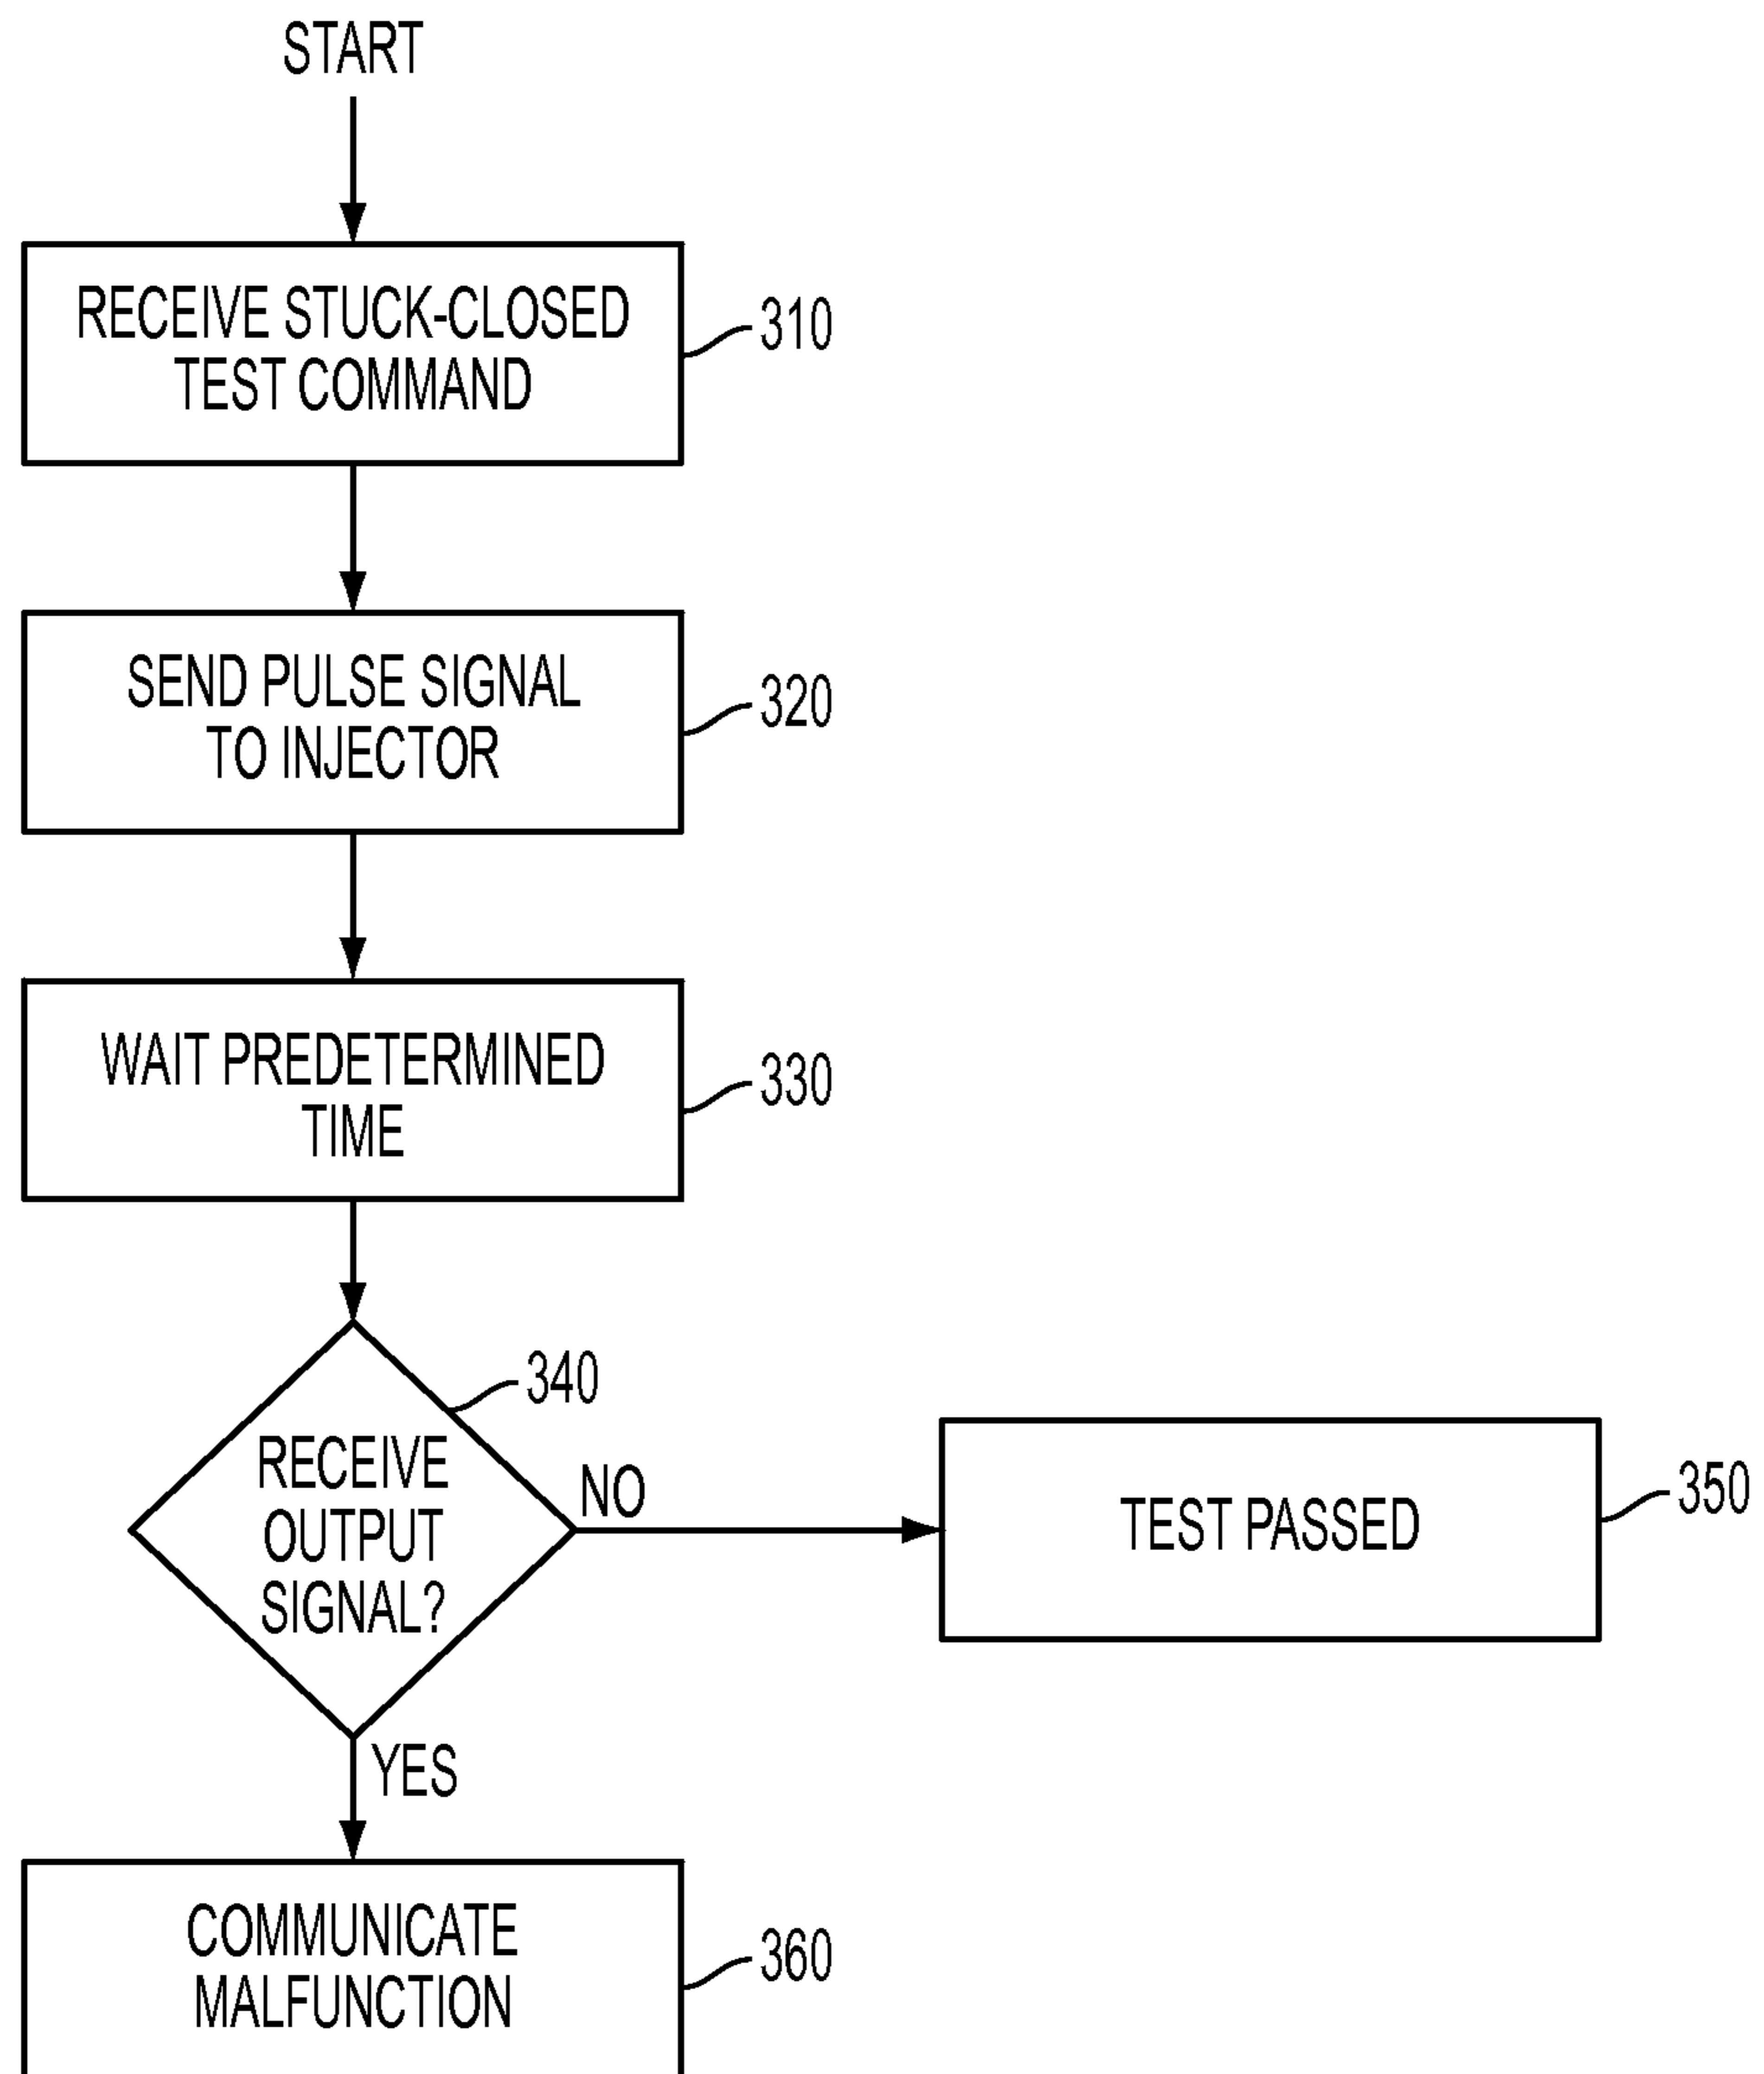 START
RECEIVE STUCK-CLOSED
TEST COMMAND
310
SEND PULSE SIGNAL
TO INJECTOR
320
WAIT PREDETERMINED
TIME
330
340
RECEIVE
OUTPUT
SIGNAL?
NO
TEST PASSED
350
YES
COMMUNICATE
MALFUNCTION
360